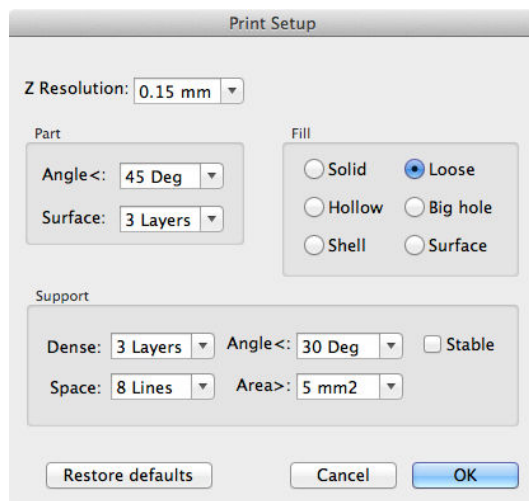 Print Setup
Z Resolution: 0.15 mm
Part
Angle<: 45 Deg
Surface: 3 Layers
Fill
Solid Loose
Hollow Big hole
Shell Surface
Support
Dense: 3 Layers Angle<: 30 Deg Stable
Space: 8 Lines Area>: 5 mm2
Restore defaults Cancel OK